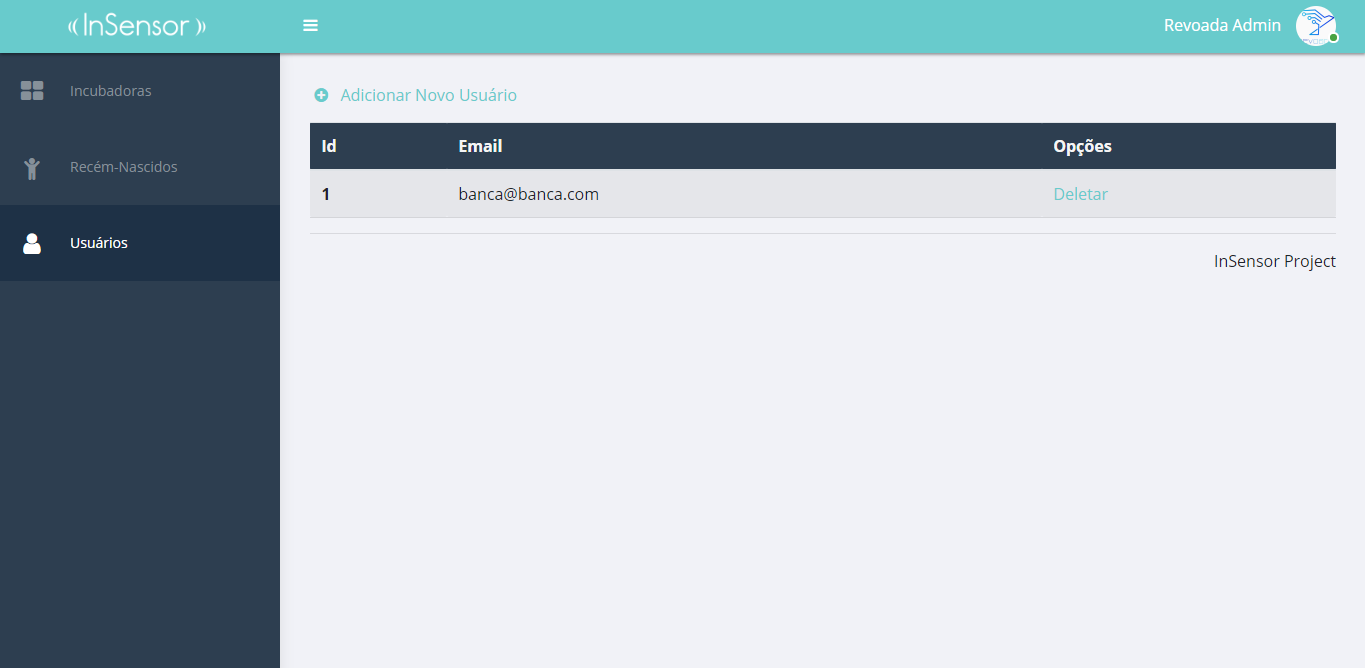 ((InSensor))
Revoada Admin
Incubadoras
Recém-Nascidos
Usuários
Adicionar Novo Usuário
Id Email Opções
1 banca@banca.com Deletar
InSensor Project